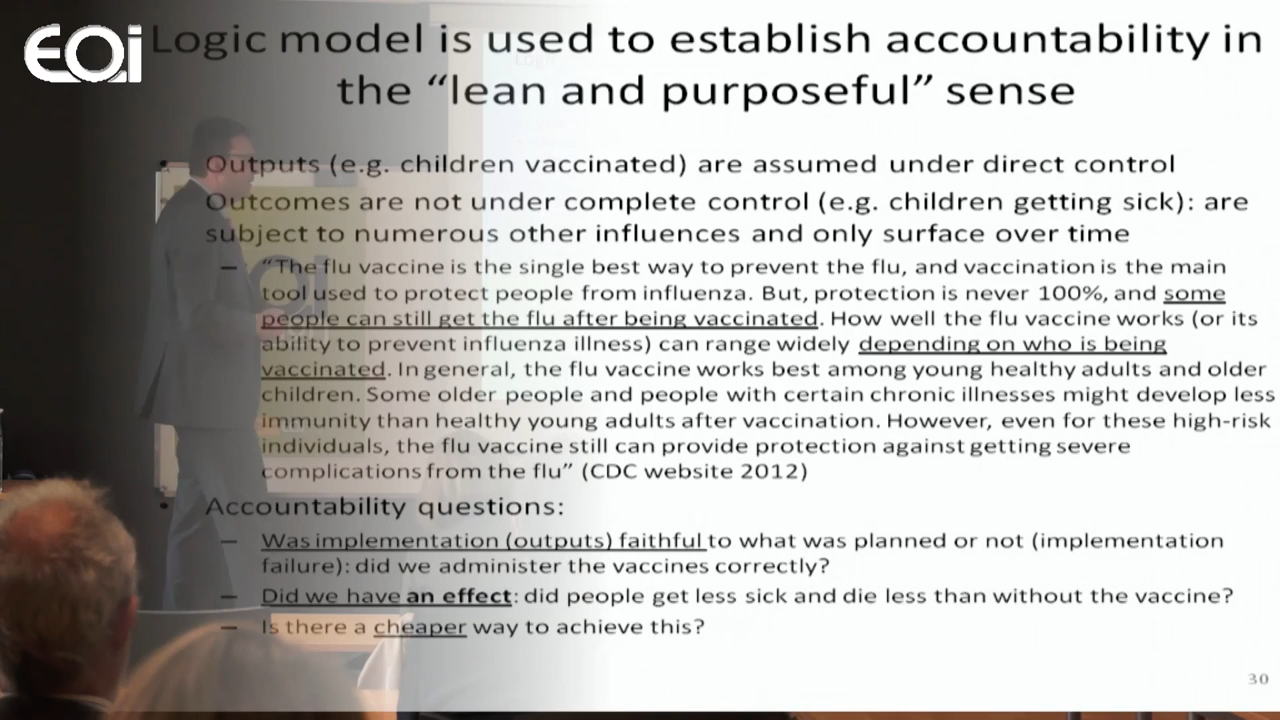 EOi
Logic model is used to establish accountability in
the “lean and purposeful” sense
• Outputs (e.g. children vaccinated) are assumed under direct control
Outcomes are not under complete control (e.g. children getting sick): are
subject to numerous other influences and only surface over time
– “The flu vaccine is the single best way to prevent the flu, and vaccination is the main
tool used to protect people from influenza. But, protection is never 100%, and some
people can still get the flu after being vaccinated. How well the flu vaccine works (or its
ability to prevent influenza illness) can range widely depending on who is being
vaccinated. In general, the flu vaccine works best among young healthy adults and older
children. Some older people and people with certain chronic illnesses might develop less
immunity than healthy young adults after vaccination. However, even for these high-risk
individuals, the flu vaccine still can provide protection against getting severe
complications from the flu” (CDC website 2012)
• Accountability questions:
– Was implementation (outputs) faithful to what was planned or not (implementation
failure): did we administer the vaccines correctly?
– Did we have an effect: did people get less sick and die less than without the vaccine?
– Is there a cheaper way to achieve this?
30